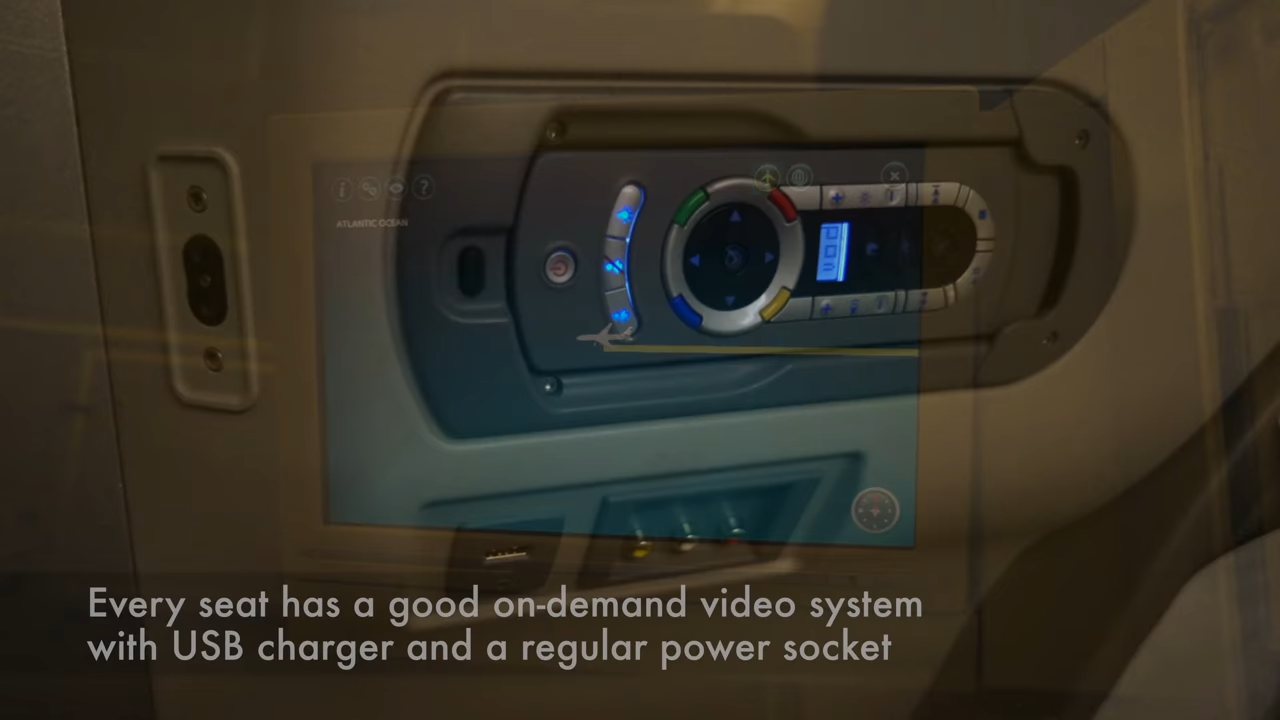 ATLANTIC OCEAN
Every seat has a good on-demand video system
with USB charger and a regular power socket